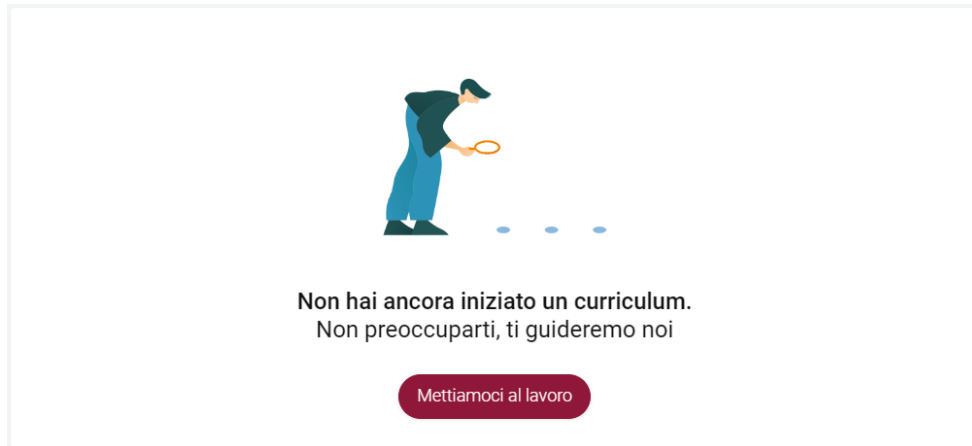 Non hai ancora iniziato un curriculum.
Non preoccuparti, ti guideremo noi
Mettiamoci al lavoro